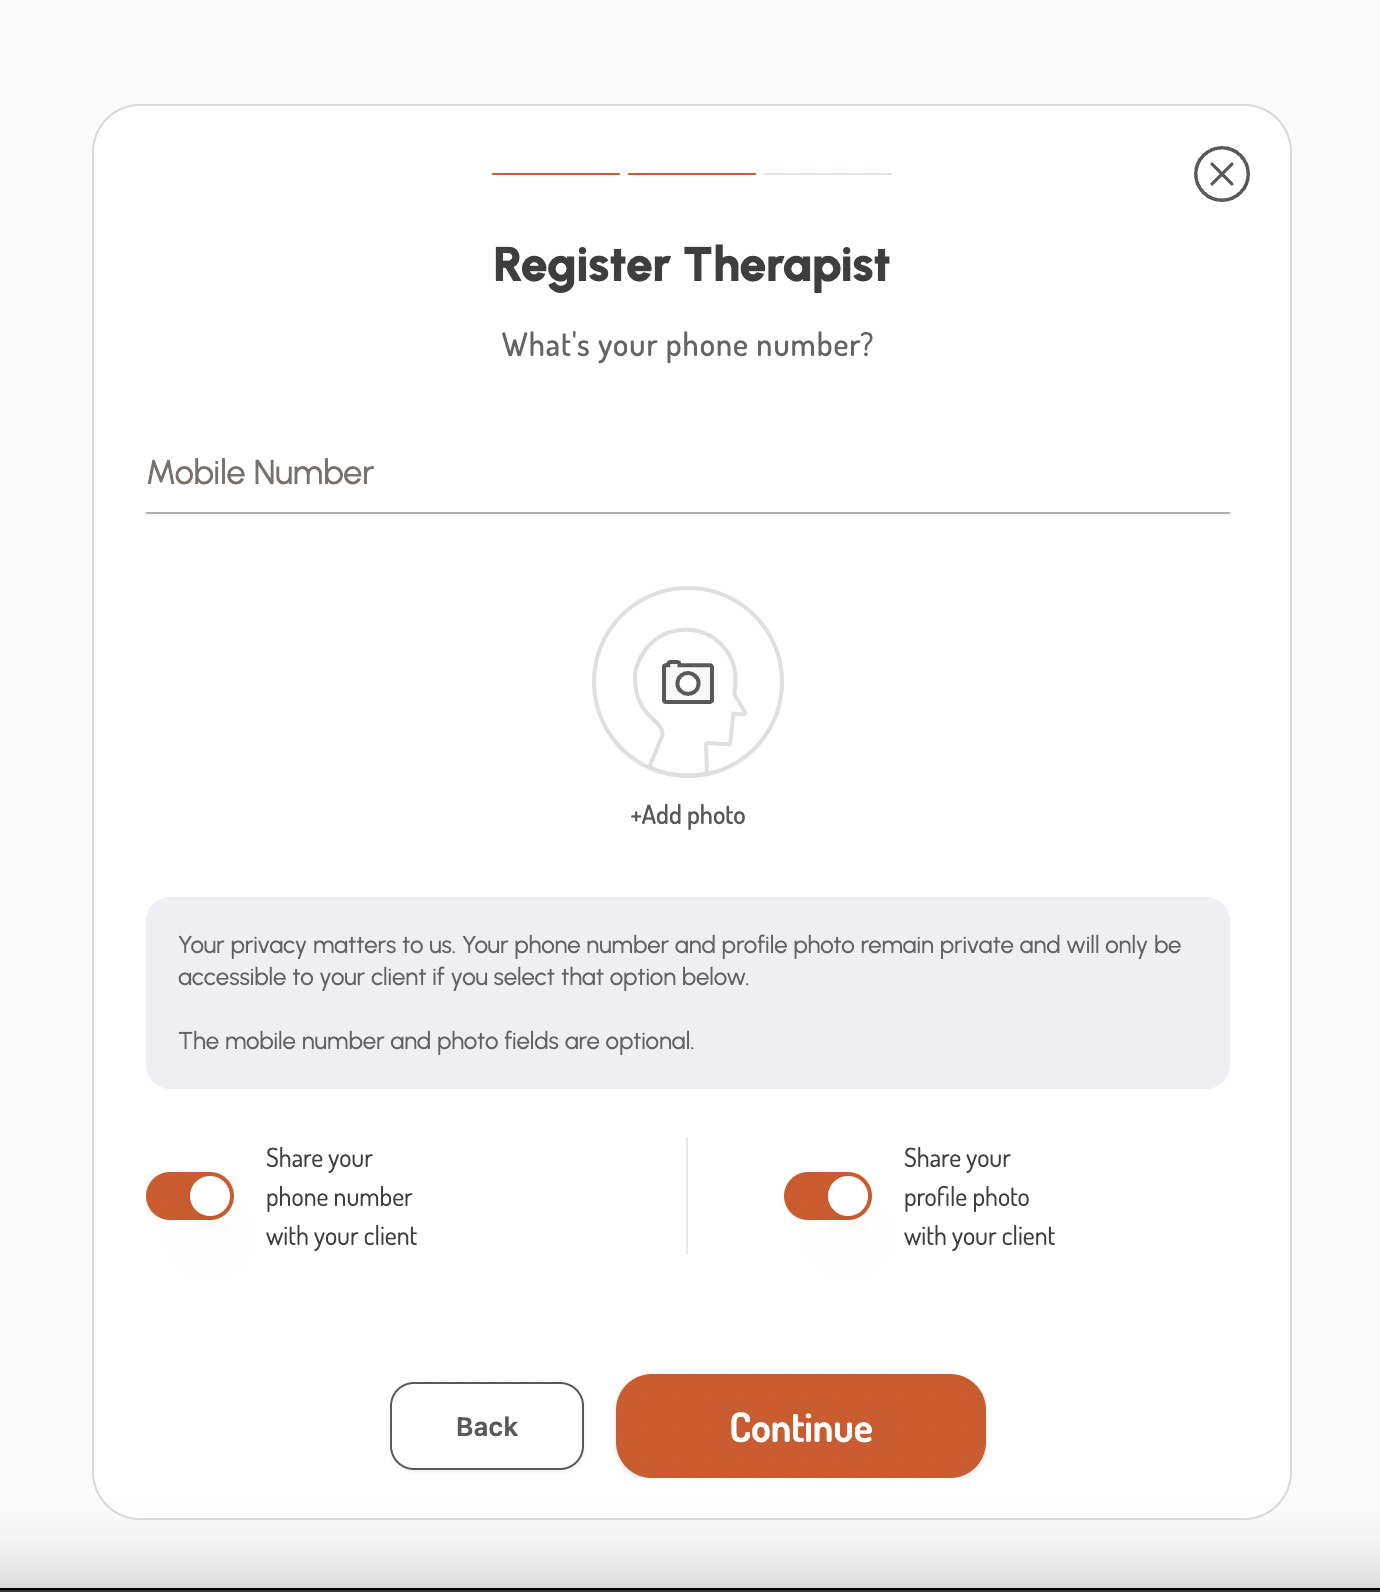 Register Therapist
What's your phone number?
Mobile Number
+Add photo
Your privacy matters to us. Your phone number and profile photo remain private and will only be
accessible to your client if you select that option below.
The mobile number and photo fields are optional.
Share your
phone number
with your client
Share your
profile photo
with your client
Back
Continue